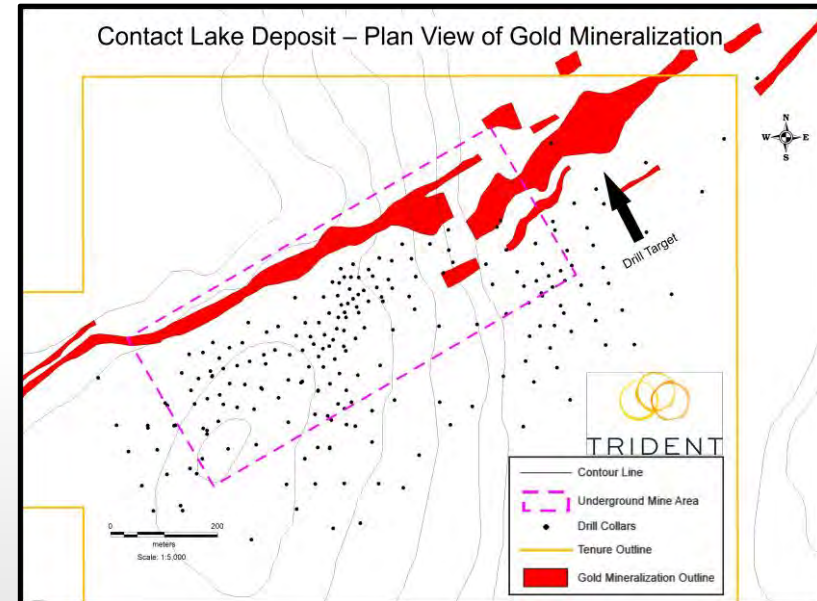 Contact Lake Deposit – Plan View of Gold Mineralization
N
W E
S
Drill Target
TRIDENT
Contour Line
Underground Mine Area
Drill Collars
Tenure Outline
Gold Mineralization Outline
0 200
meters
Scale: 1:5,000